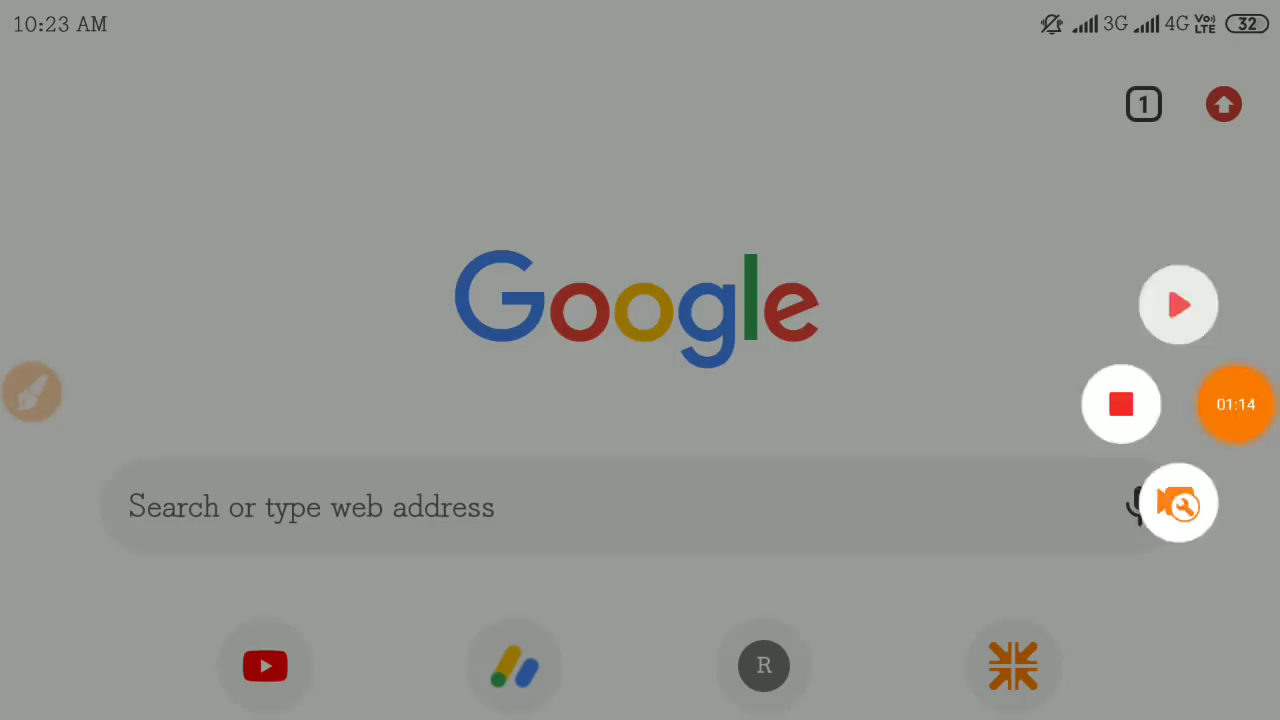 10:23 AM
3G 4G Vo)) LTE 32
1
Google
01:14
Search or type web address
R